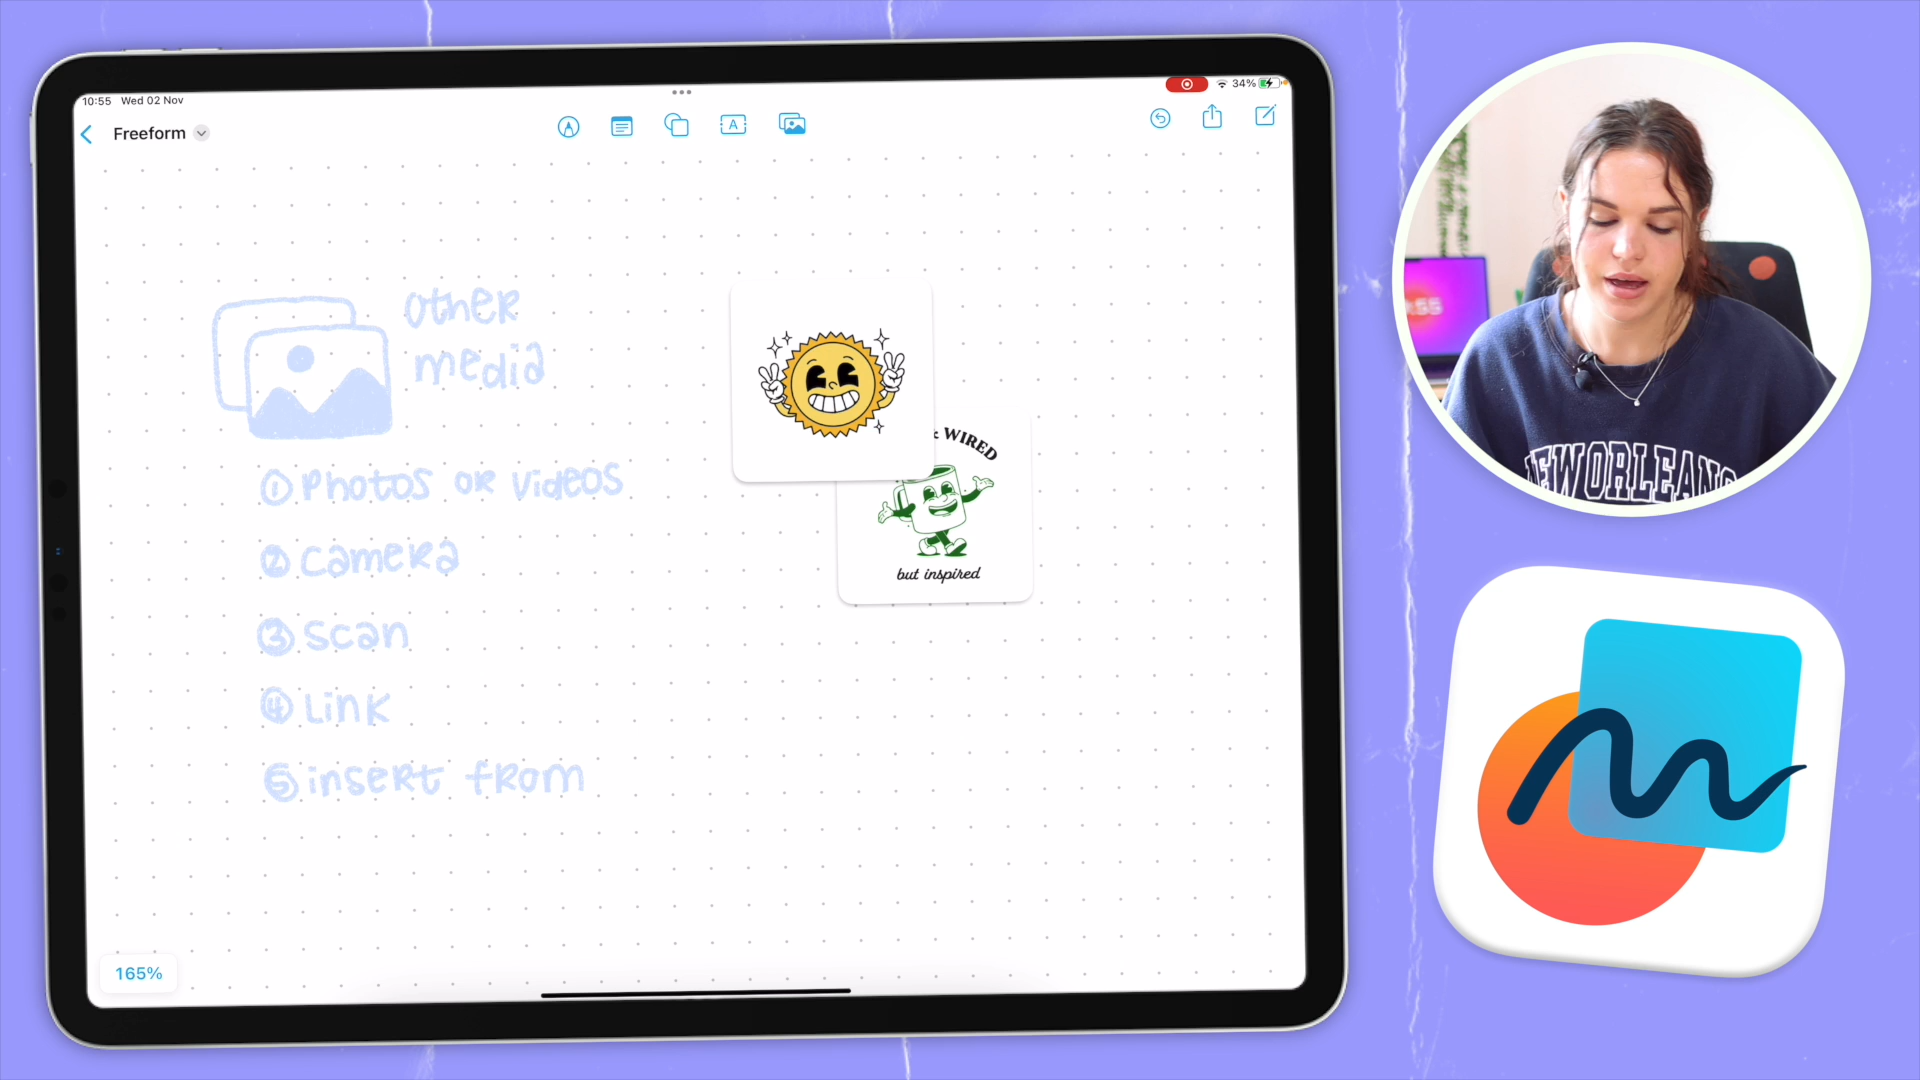 10:55 Wed 02 Nov
34%
Freeform
A
other
media
① Photos or videos
② camera
③ scan
④ Link
⑤ insert from
WIRED
but inspired
165%
:55
NEW ORLEANS